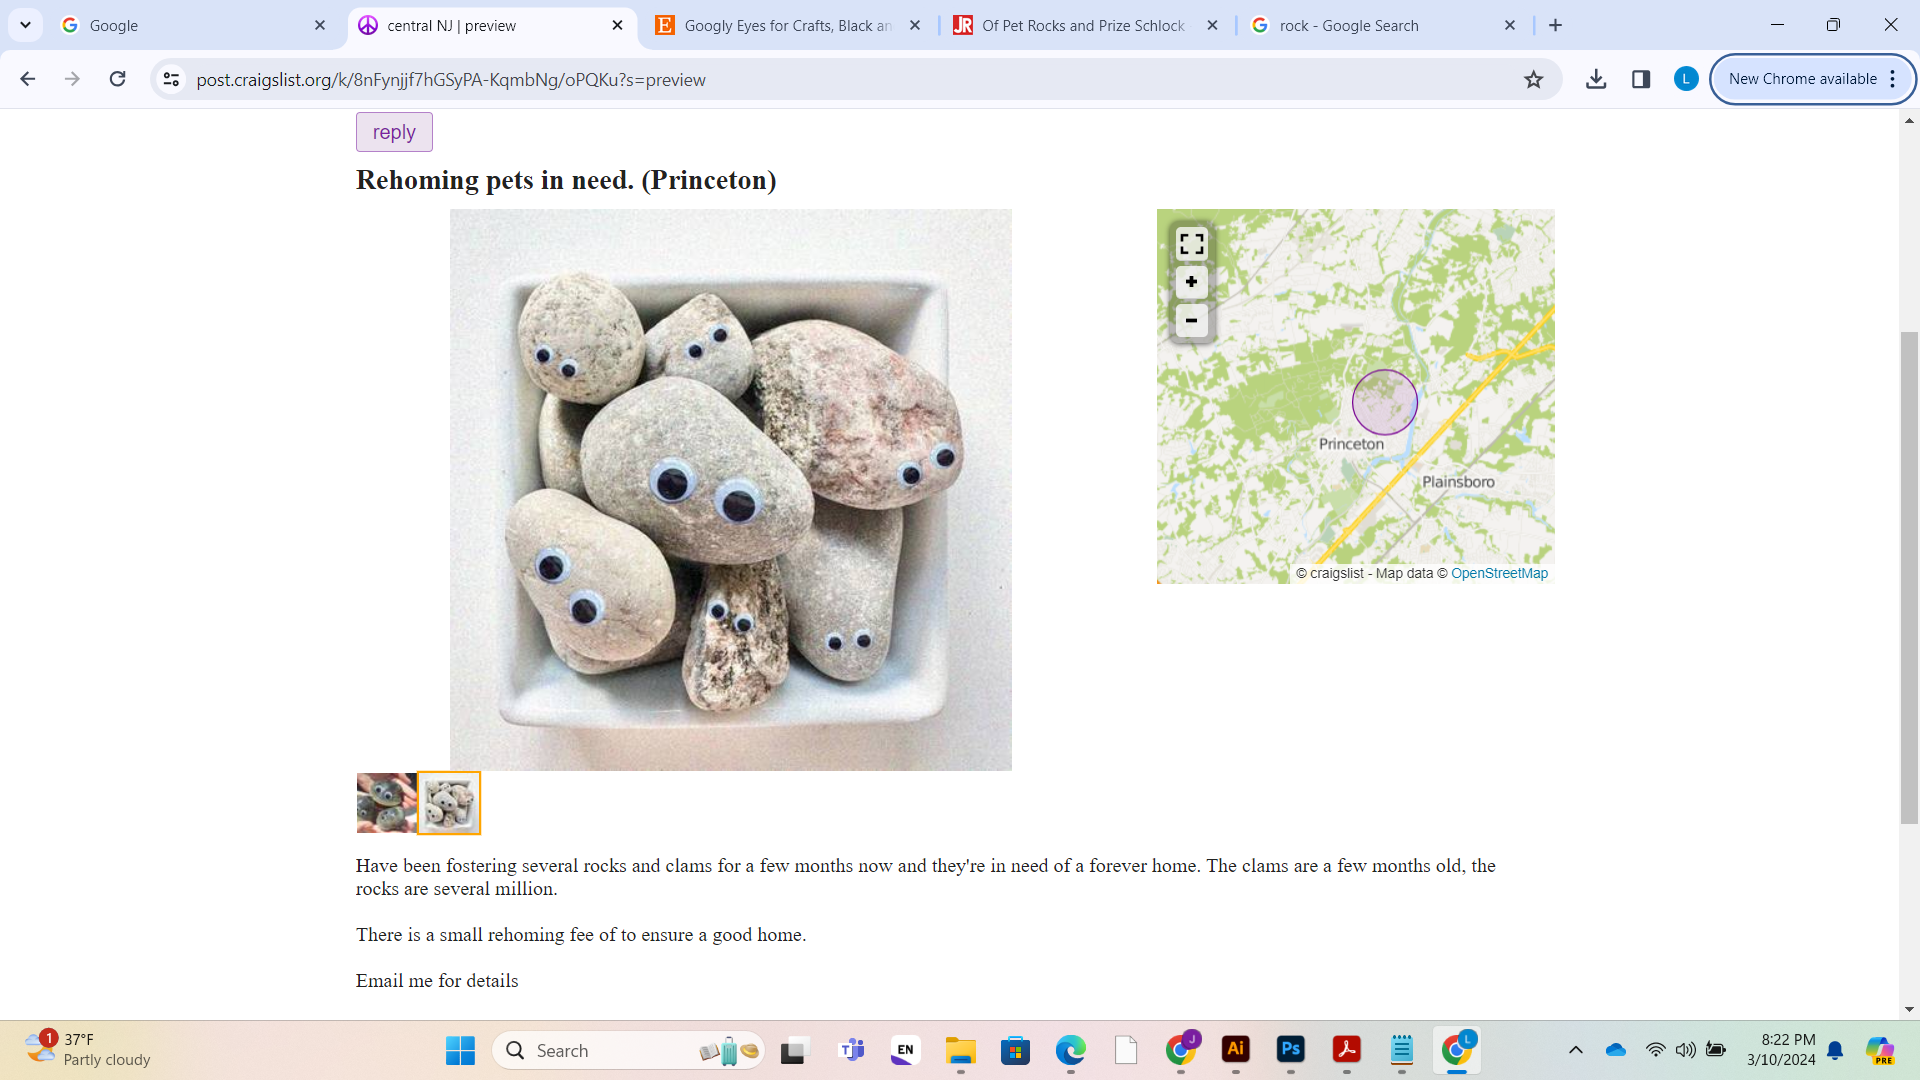 Google
central NJ | preview
Googly Eyes for Crafts, Black an
Of Pet Rocks and Prize Schlock
rock - Google Search
post.craigslist.org/k/8nFynjjf7hGSyPA-KqmbNg/oPQKu?s=preview
L
New Chrome available
reply
Rehoming pets in need. (Princeton)
Princeton
Plainsboro
© craigslist - Map data © OpenStreetMap
Have been fostering several rocks and clams for a few months now and they're in need of a forever home. The clams are a few months old, the
rocks are several million.
There is a small rehoming fee of to ensure a good home.
Email me for details
1
37°F
Partly cloudy
Search
EN
J
Ai
Ps
L
8:22 PM
3/10/2024
PRE